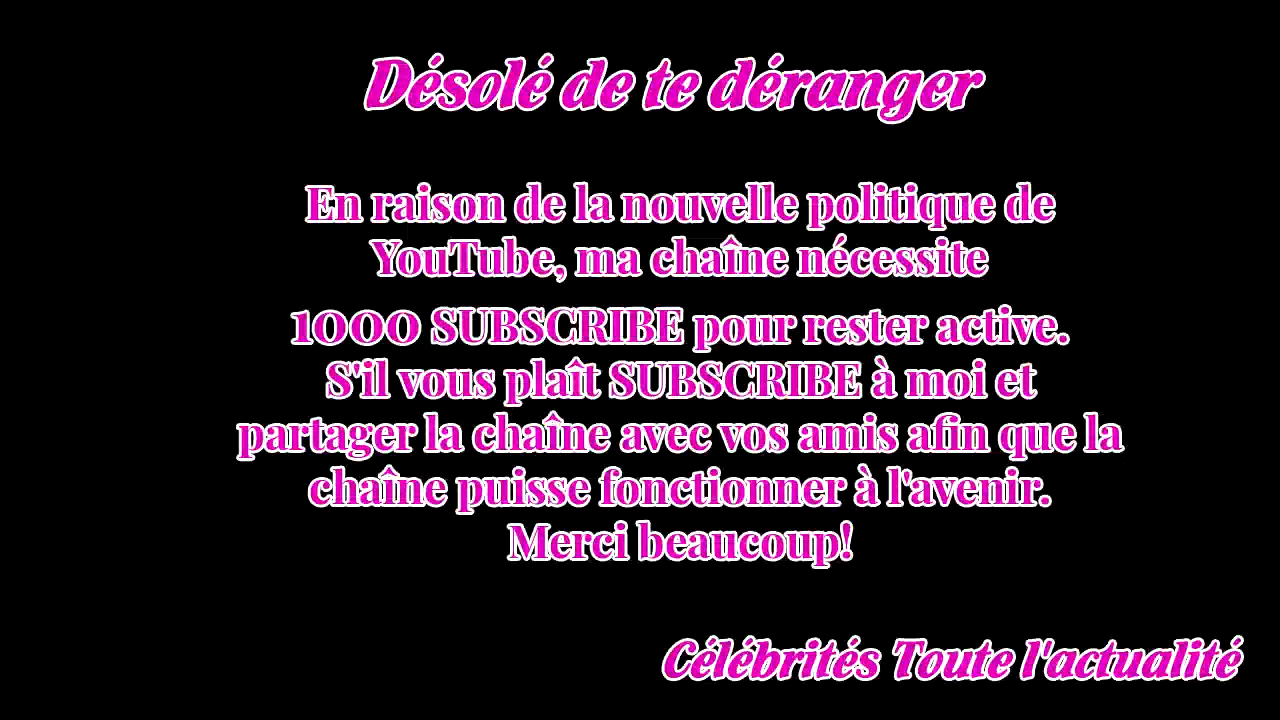 Désolé de te déranger
En raison de la nouvelle politique de
YouTube, ma chaîne nécessite
1000 SUBSCRIBE pour rester active.
S'il vous plaît SUBSCRIBE à moi et
partager la chaîne avec vos amis afin que la
chaîne puisse fonctionner à l'avenir.
Merci beaucoup!
Célébrités Toute l'actualité